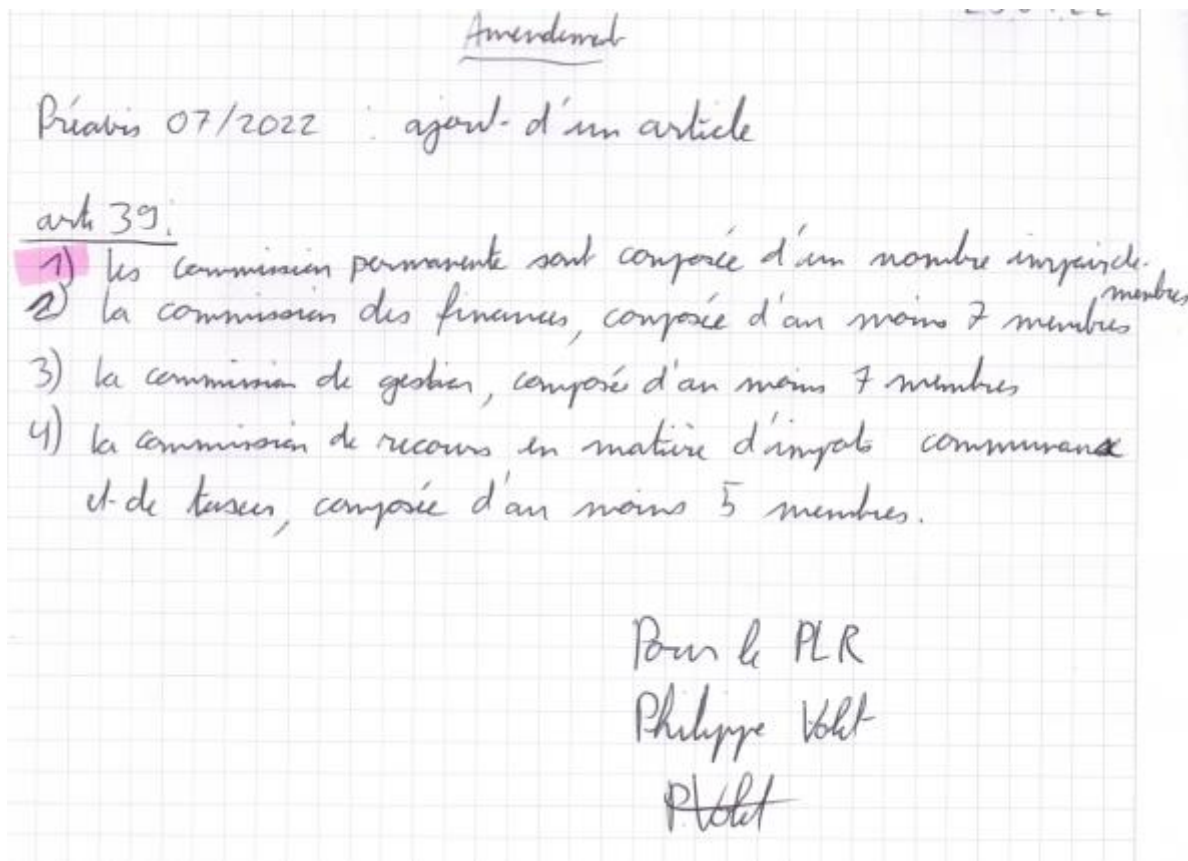 Amendement
Préavis 07/2022 : ajout d'un article
art 39:
1) les commission permanente sont composée d'un nombre impair de membres
2) la commission des finances, composée d'au moins 7 membres
3) la commission de gestion, composée d'au moins 7 membres
4) la commission de recours en matière d'impots communaux
et de taxes, composée d'au moins 5 membres.
Pour le PLR
Philippe Volet
P.Volet